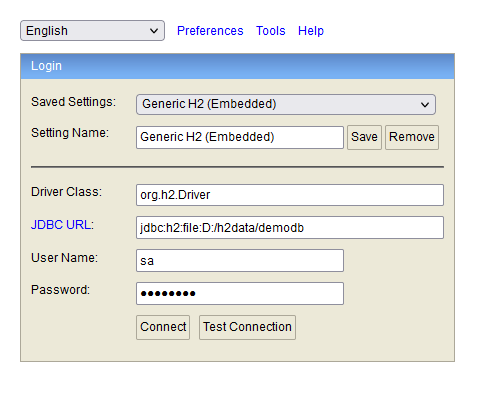 English Preferences Tools Help
Login
Saved Settings: Generic H2 (Embedded)
Setting Name: Generic H2 (Embedded) Save Remove
Driver Class: org.h2.Driver
JDBC URL: jdbc:h2:file:D:/h2data/demodb
User Name: sa
Password: ●●●●●●●●
Connect Test Connection